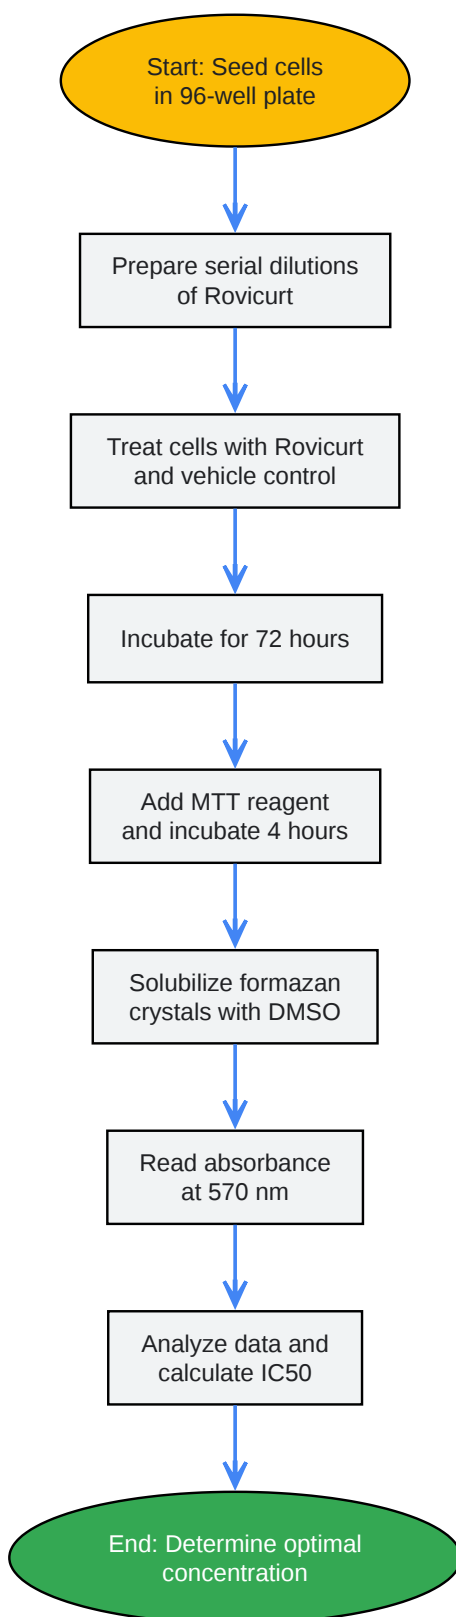 Start: Seed cells
in 96-well plate
Prepare serial dilutions
of Rovicurt
Treat cells with Rovicurt
and vehicle control
Incubate for 72 hours
Add MTT reagent
and incubate 4 hours
Solubilize formazan
crystals with DMSO
Read absorbance
at 570 nm
Analyze data and
calculate IC50
End: Determine optimal
concentration